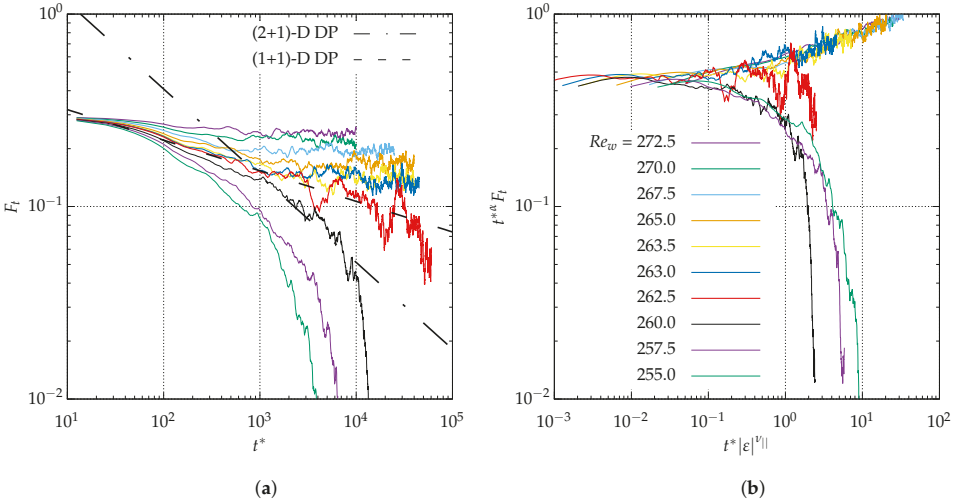 10^0
(2+1)-D DP
(1+1)-D DP
F_t
10^{-1}
10^{-2}
10^1 10^2 10^3 10^4 10^5
t^*
(a)
10^0
t^{*α} F_t
10^{-1}
Re_w = 272.5
270.0
267.5
265.0
263.5
263.0
262.5
260.0
257.5
255.0
10^{-2}
10^{-3} 10^{-2} 10^{-1} 10^0 10^1 10^2
t^*|ε|^{ν_{||}}
(b)